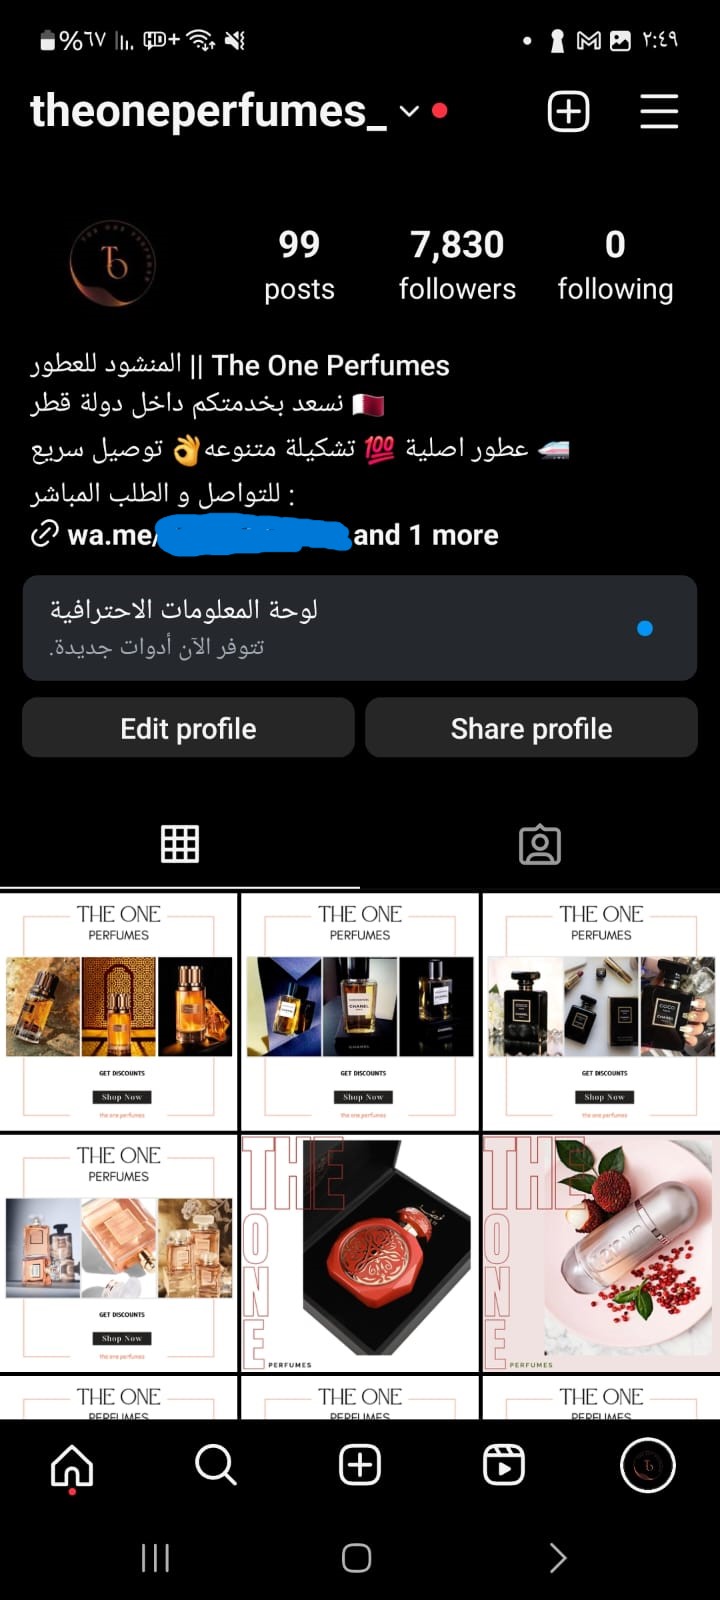 %٦٧ HD+ ٢:٤٩
theoneperfumes_
99 7,830 0
posts followers following
المنشود للعطور || The One Perfumes
نسعد بخدمتكم داخل دولة قطر 🇶🇦
🚄 عطور اصلية 💯 تشكيلة متنوعه👌 توصيل سريع
للتواصل و الطلب المباشر :
wa.me/ and 1 more
لوحة المعلومات الاحترافية
تتوفر الآن أدوات جديدة.
Edit profile Share profile
THE ONE THE ONE THE ONE
PERFUMES PERFUMES PERFUMES
CHANEL COCO
CHANEL CHANEL
GET DISCOUNTS GET DISCOUNTS GET DISCOUNTS
Shop Now Shop Now Shop Now
the one perfumes the one perfumes the one perfumes
THE ONE THE THE
PERFUMES
ONE ONE
GET DISCOUNTS
Shop Now
the one perfumes PERFUMES PERFUMES
THE ONE THE ONE THE ONE
PERFUMES PERFUMES PERFUMES